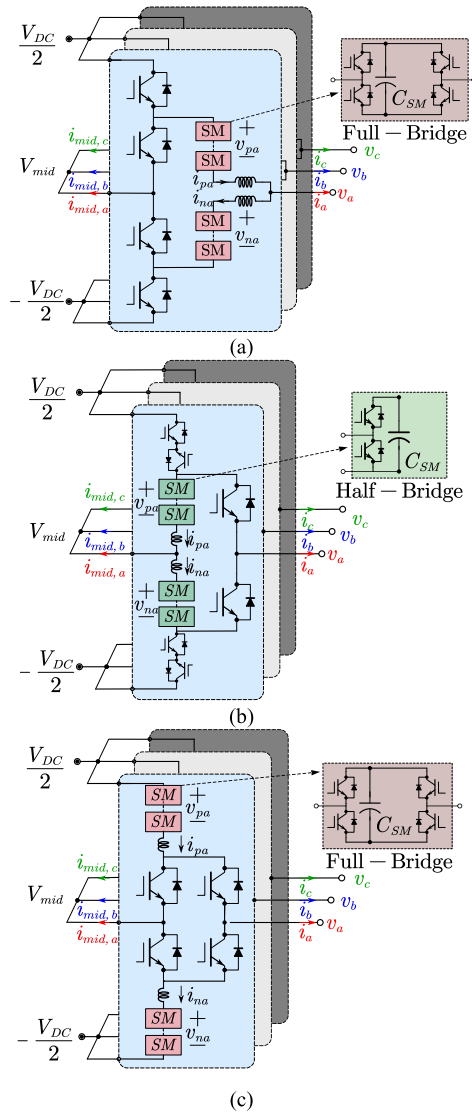 V_DC/2
SM
SM
+
v_pa
−
C_SM
Full − Bridge
i_mid, c
V_mid
i_mid, b
i_mid, a
i_pa
i_na
i_c
v_c
i_b
v_b
i_a
v_a
SM
SM
+
v_na
−
− V_DC/2
(a)
V_DC/2
SM
SM
+
v_pa
−
C_SM
Half − Bridge
i_mid, c
V_mid
i_mid, b
i_mid, a
i_pa
i_na
i_c
v_c
i_b
v_b
i_a
v_a
SM
SM
+
v_na
−
− V_DC/2
(b)
V_DC/2
SM
SM
+
v_pa
−
C_SM
Full − Bridge
i_pa
i_mid, c
V_mid
i_mid, b
i_mid, a
i_c
v_c
i_b
v_b
i_a
v_a
i_na
SM
SM
+
v_na
−
− V_DC/2
(c)